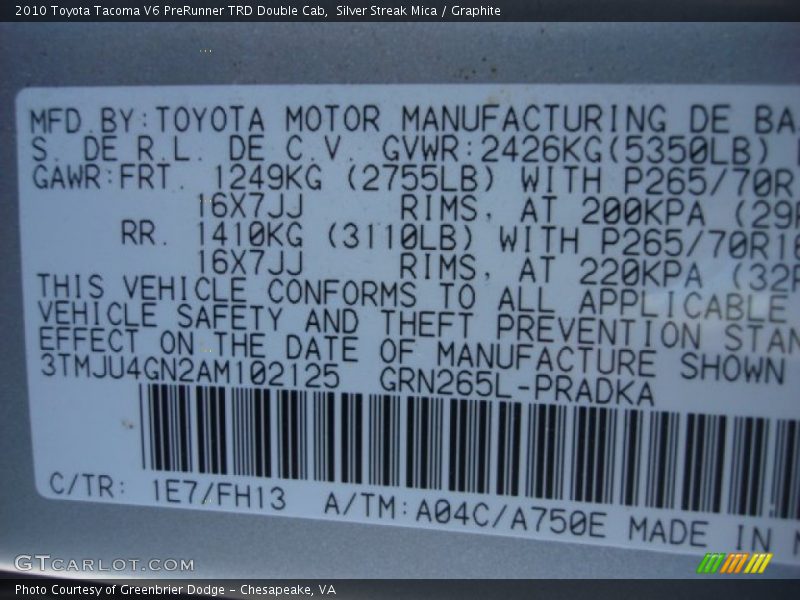 2010 Toyota Tacoma V6 PreRunner TRD Double Cab,  Silver Streak Mica / Graphite
MFD.BY:TOYOTA MOTOR MANUFACTURING DE BA
S. DE R.L. DE C.V. GVWR:2426KG(5350LB)
GAWR:FRT. 1249KG (2755LB) WITH P265/70R
16X7JJ RIMS, AT 200KPA (29
RR. 1410KG (3110LB) WITH P265/70R16
16X7JJ RIMS, AT 220KPA (32
THIS VEHICLE CONFORMS TO ALL APPLICABLE
VEHICLE SAFETY AND THEFT PREVENTION STAN
EFFECT ON THE DATE OF MANUFACTURE SHOWN
3TMJU4GN2AM102125 GRN265L-PRADKA
C/TR: 1E7/FH13 A/TM:A04C/A750E MADE IN
GTCARLOT.COM
Photo Courtesy of Greenbrier Dodge - Chesapeake, VA